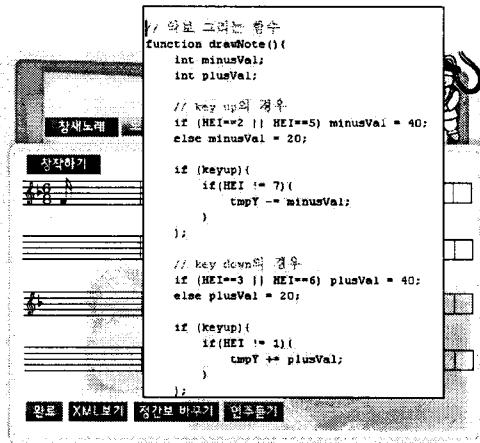 // 악보 그리는 함수
function drawNote(){
int minusVal;
int plusVal;
// key up의 경우
if (HEI==2 || HEI==5) minusVal = 40;
else minusVal = 20;
if (keyup){
if(HEI != 7){
tmpY -= minusVal;
}
};
// key down의 경우
if (HEI==3 || HEI==6) plusVal = 40;
else plusVal = 20;
if (keyup){
if(HEI != 1){
tmpY += plusVal;
}
};
창새노래
창작하기
완료 XML보기 정간보 바꾸기 연주듣기